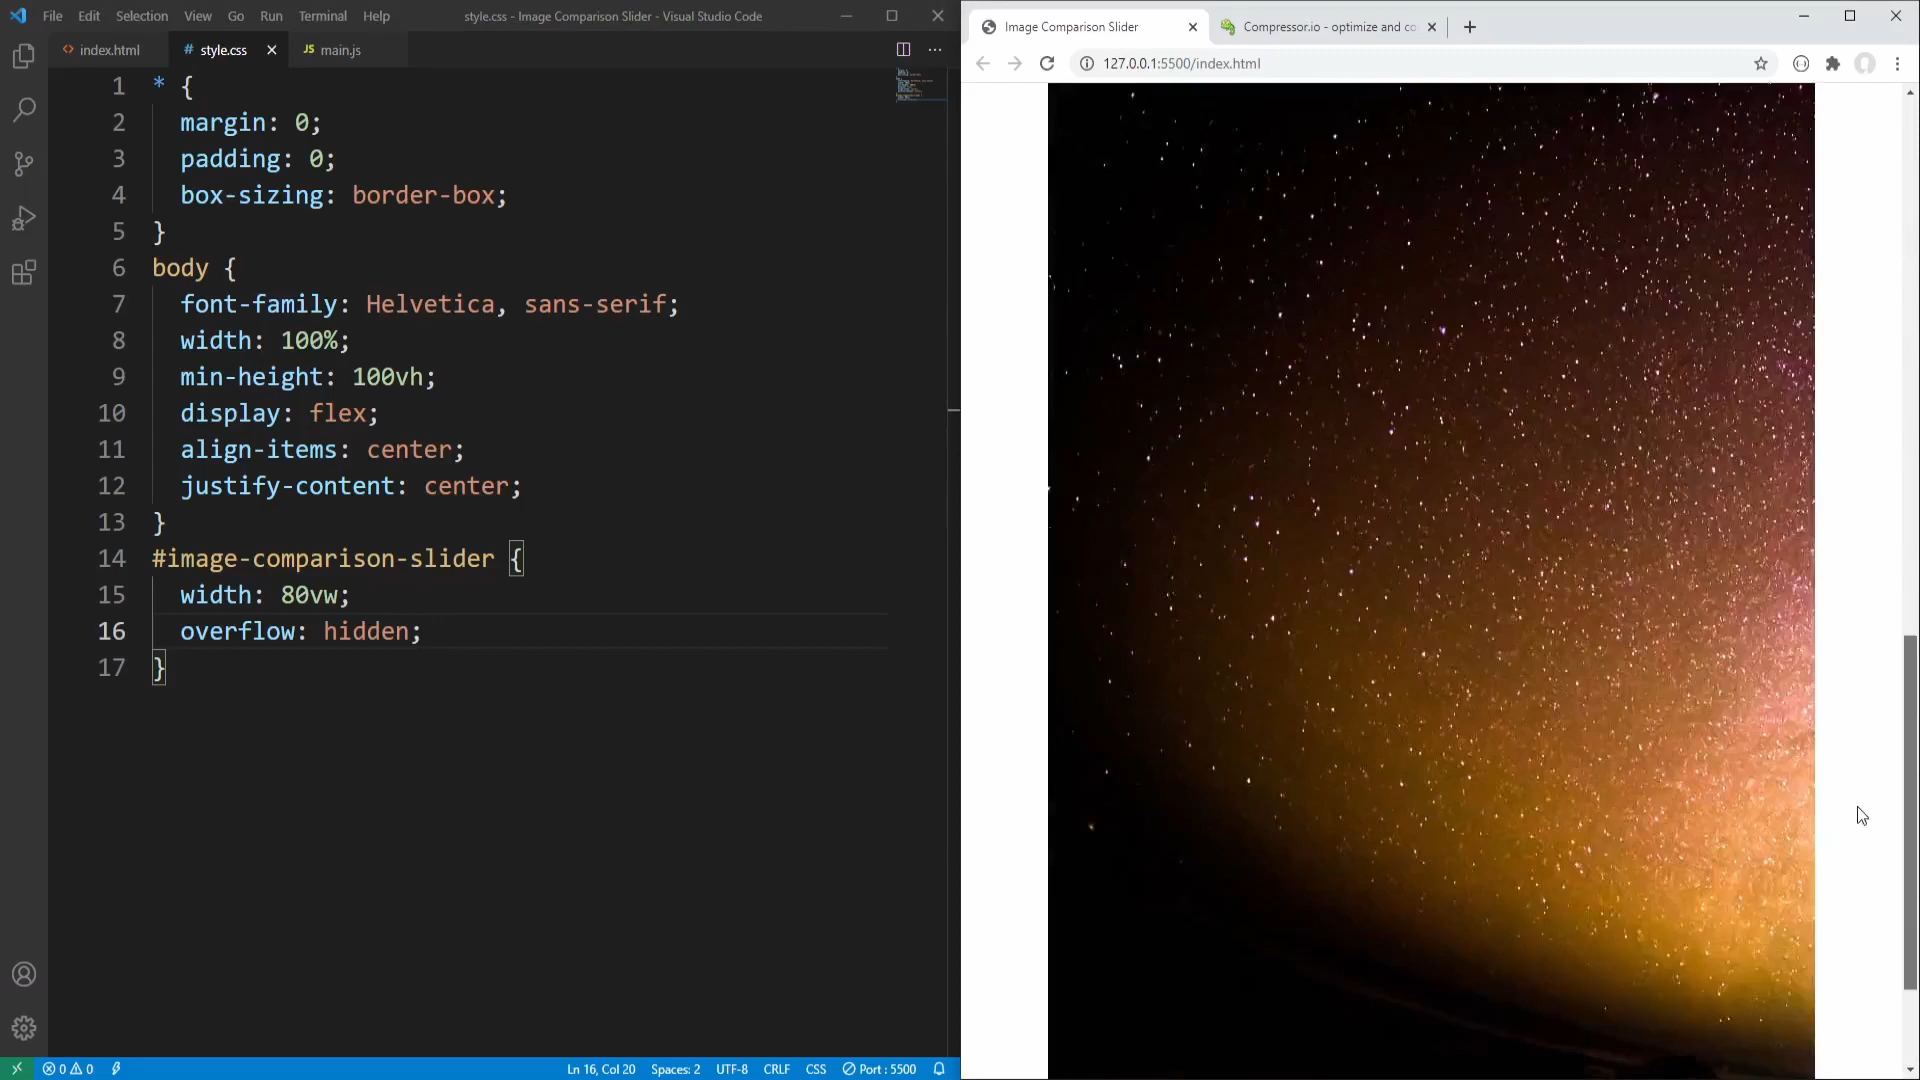 File Edit Selection View Go Run Terminal Help
style.css - Image Comparison Slider - Visual Studio Code
index.html
# style.css
JS main.js
1 * {
2 margin: 0;
3 padding: 0;
4 box-sizing: border-box;
5 }
6 body {
7 font-family: Helvetica, sans-serif;
8 width: 100%;
9 min-height: 100vh;
10 display: flex;
11 align-items: center;
12 justify-content: center;
13 }
14 #image-comparison-slider {
15 width: 80vw;
16 overflow: hidden;
17 }
0 0
Ln 16, Col 20 Spaces: 2 UTF-8 CRLF CSS Port : 5500
Image Comparison Slider
Compressor.io - optimize and co
127.0.0.1:5500/index.html